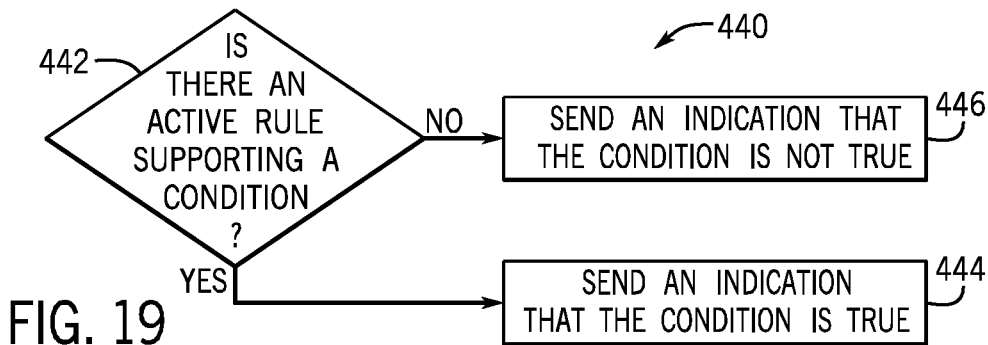 442
IS
THERE AN
ACTIVE RULE
SUPPORTING A
CONDITION
?
440
NO
SEND AN INDICATION THAT
THE CONDITION IS NOT TRUE
446
YES
SEND AN INDICATION
THAT THE CONDITION IS TRUE
444
FIG. 19